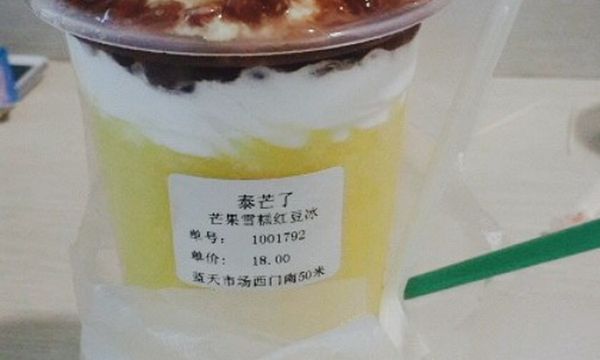 泰芒了
芒果雪糕红豆冰
单号: 1001792
单价: 18.00
蓝天市场西门南50米